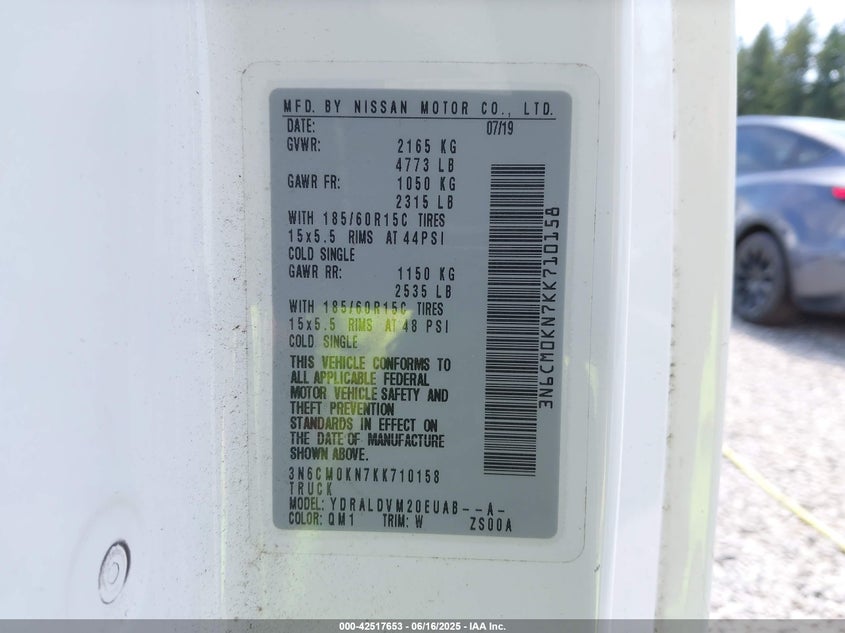 MFD. BY NISSAN MOTOR CO., LTD.
DATE: 07/19
GVWR: 2165 KG
4773 LB
GAWR FR: 1050 KG
2315 LB
WITH 185/60R15C TIRES
15x5.5 RIMS AT 44PSI
COLD SINGLE
GAWR RR: 1150 KG
2535 LB
WITH 185/60R15C TIRES
15x5.5 RIMS AT 48 PSI
COLD SINGLE
THIS VEHICLE CONFORMS TO
ALL APPLICABLE FEDERAL
MOTOR VEHICLE SAFETY AND
THEFT PREVENTION
STANDARDS IN EFFECT ON
THE DATE OF MANUFACTURE
SHOWN ABOVE.
3N6CM0KN7KK710158
TRUCK
MODEL: YDRALDVM20EUAB--A-
COLOR: QM1 TRIM: W ZS00A
3N6CM0KN7KK710158
000-42517653 - 06/16/2025 - IAA Inc.